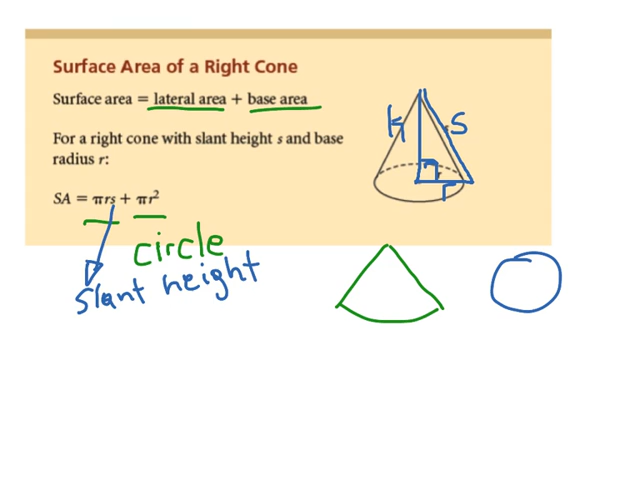 Surface Area of a Right Cone
Surface area = lateral area + base area
For a right cone with slant height s and base
radius r:
SA = πrs + πr²
h
s
r
circle
slant height